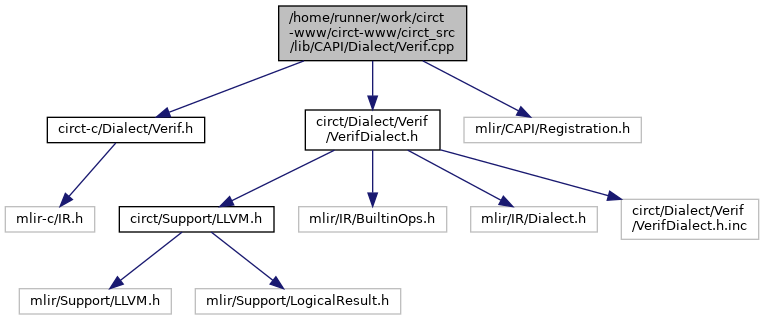 /home/runner/work/circt
-www/circt-www/circt_src
/lib/CAPI/Dialect/Verif.cpp
circt-c/Dialect/Verif.h
circt/Dialect/Verif
/VerifDialect.h
mlir/CAPI/Registration.h
mlir-c/IR.h
circt/Support/LLVM.h
mlir/IR/BuiltinOps.h
mlir/IR/Dialect.h
circt/Dialect/Verif
/VerifDialect.h.inc
mlir/Support/LLVM.h
mlir/Support/LogicalResult.h